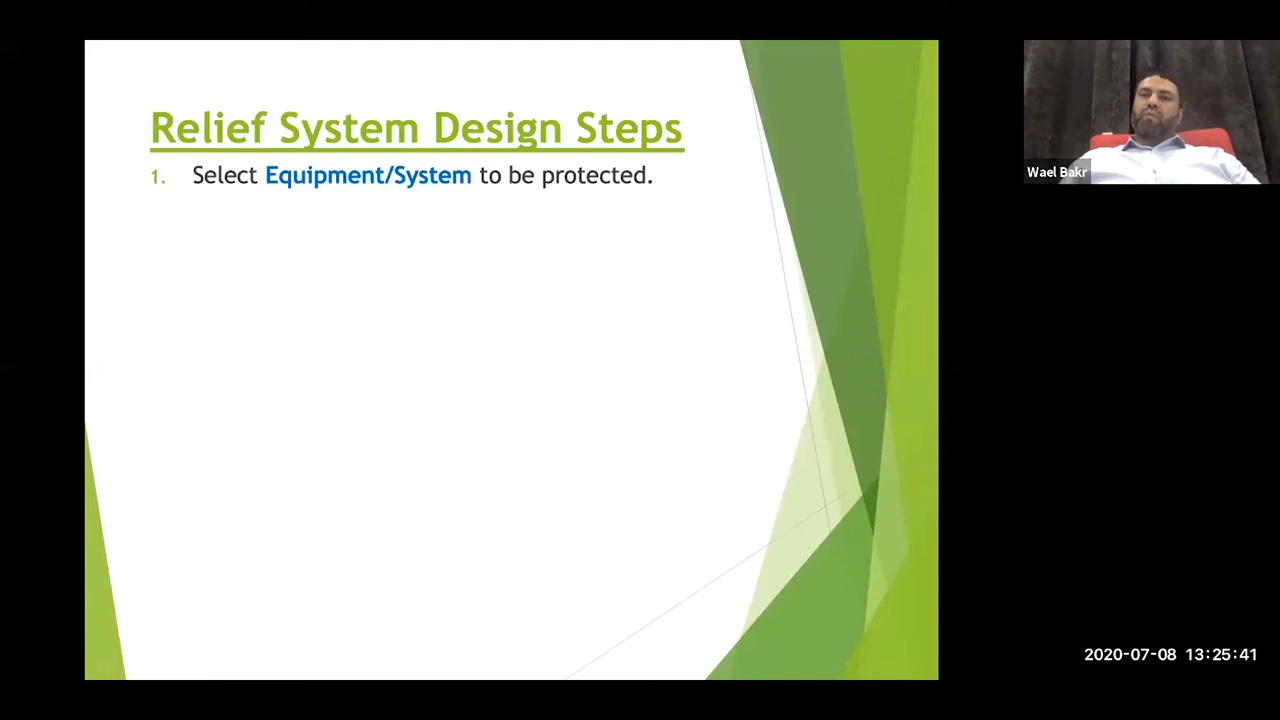 Relief System Design Steps
1. Select Equipment/System to be protected.
Wael Bakr
2020-07-08 13:25:41